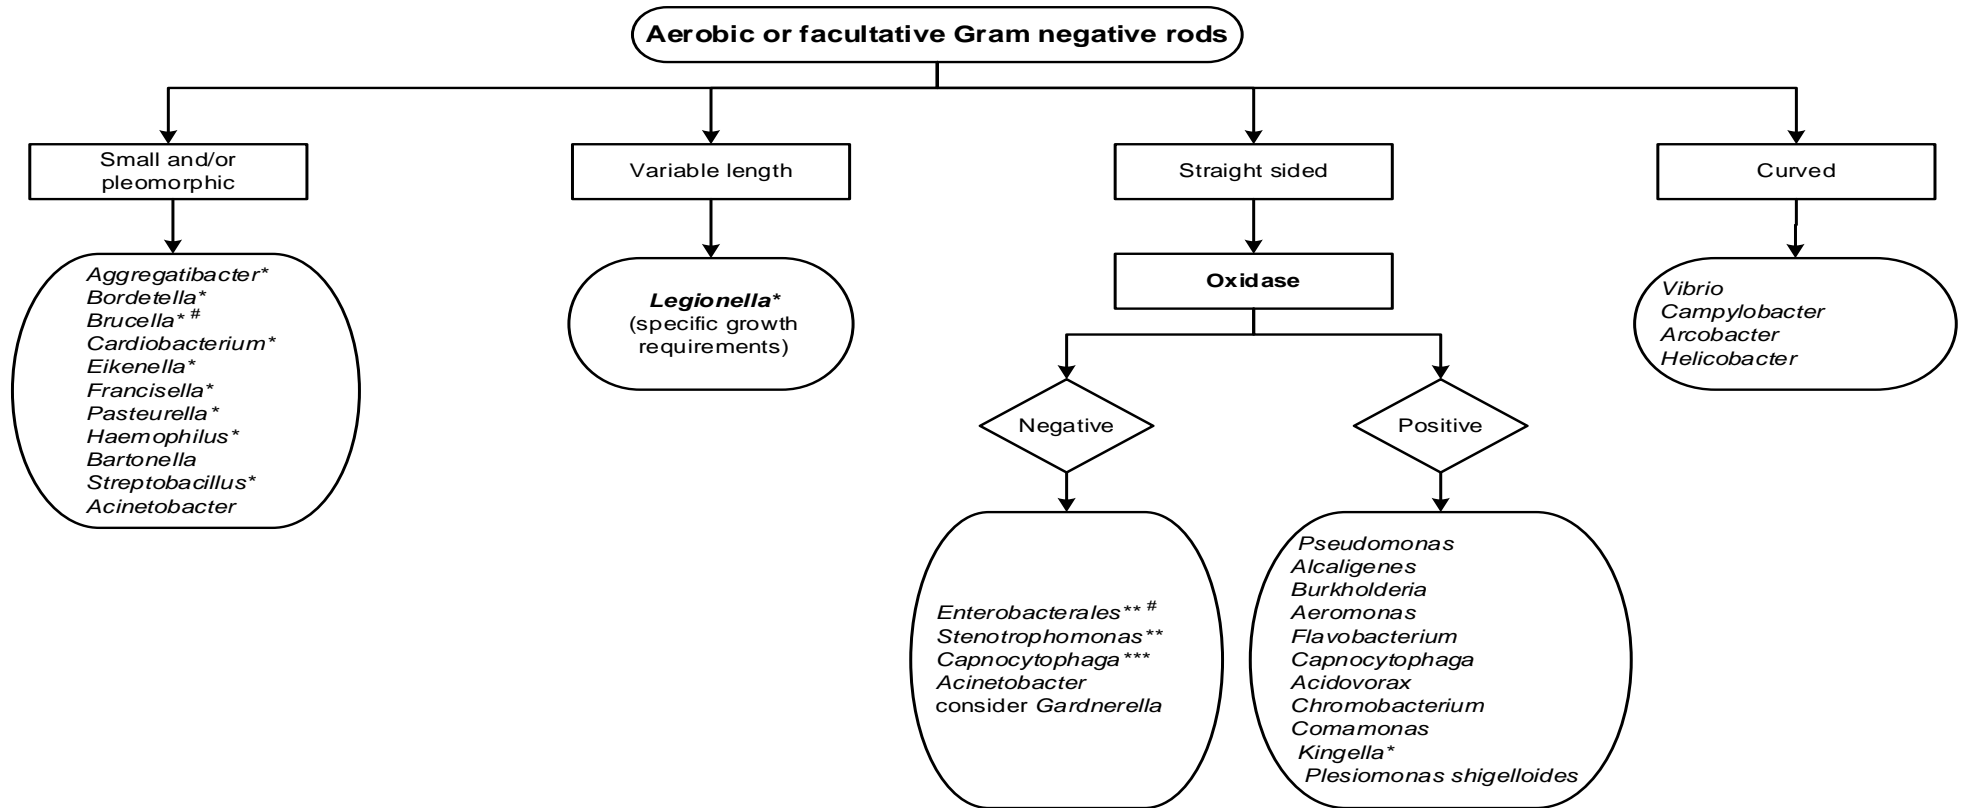 Aerobic or facultative Gram negative rods
Small and/or
pleomorphic
Variable length
Straight sided
Curved
Aggregatibacter*
Bordetella*
Brucella* #
Cardiobacterium*
Eikenella*
Francisella*
Pasteurella*
Haemophilus*
Bartonella
Streptobacillus*
Acinetobacter
Legionella*
(specific growth
requirements)
Oxidase
Vibrio
Campylobacter
Arcobacter
Helicobacter
Negative
Positive
Enterobacterales** #
Stenotrophomonas**
Capnocytophaga***
Acinetobacter
consider Gardnerella
Pseudomonas
Alcaligenes
Burkholderia
Aeromonas
Flavobacterium
Capnocytophaga
Acidovorax
Chromobacterium
Comamonas
Kingella*
Plesiomonas shigelloides